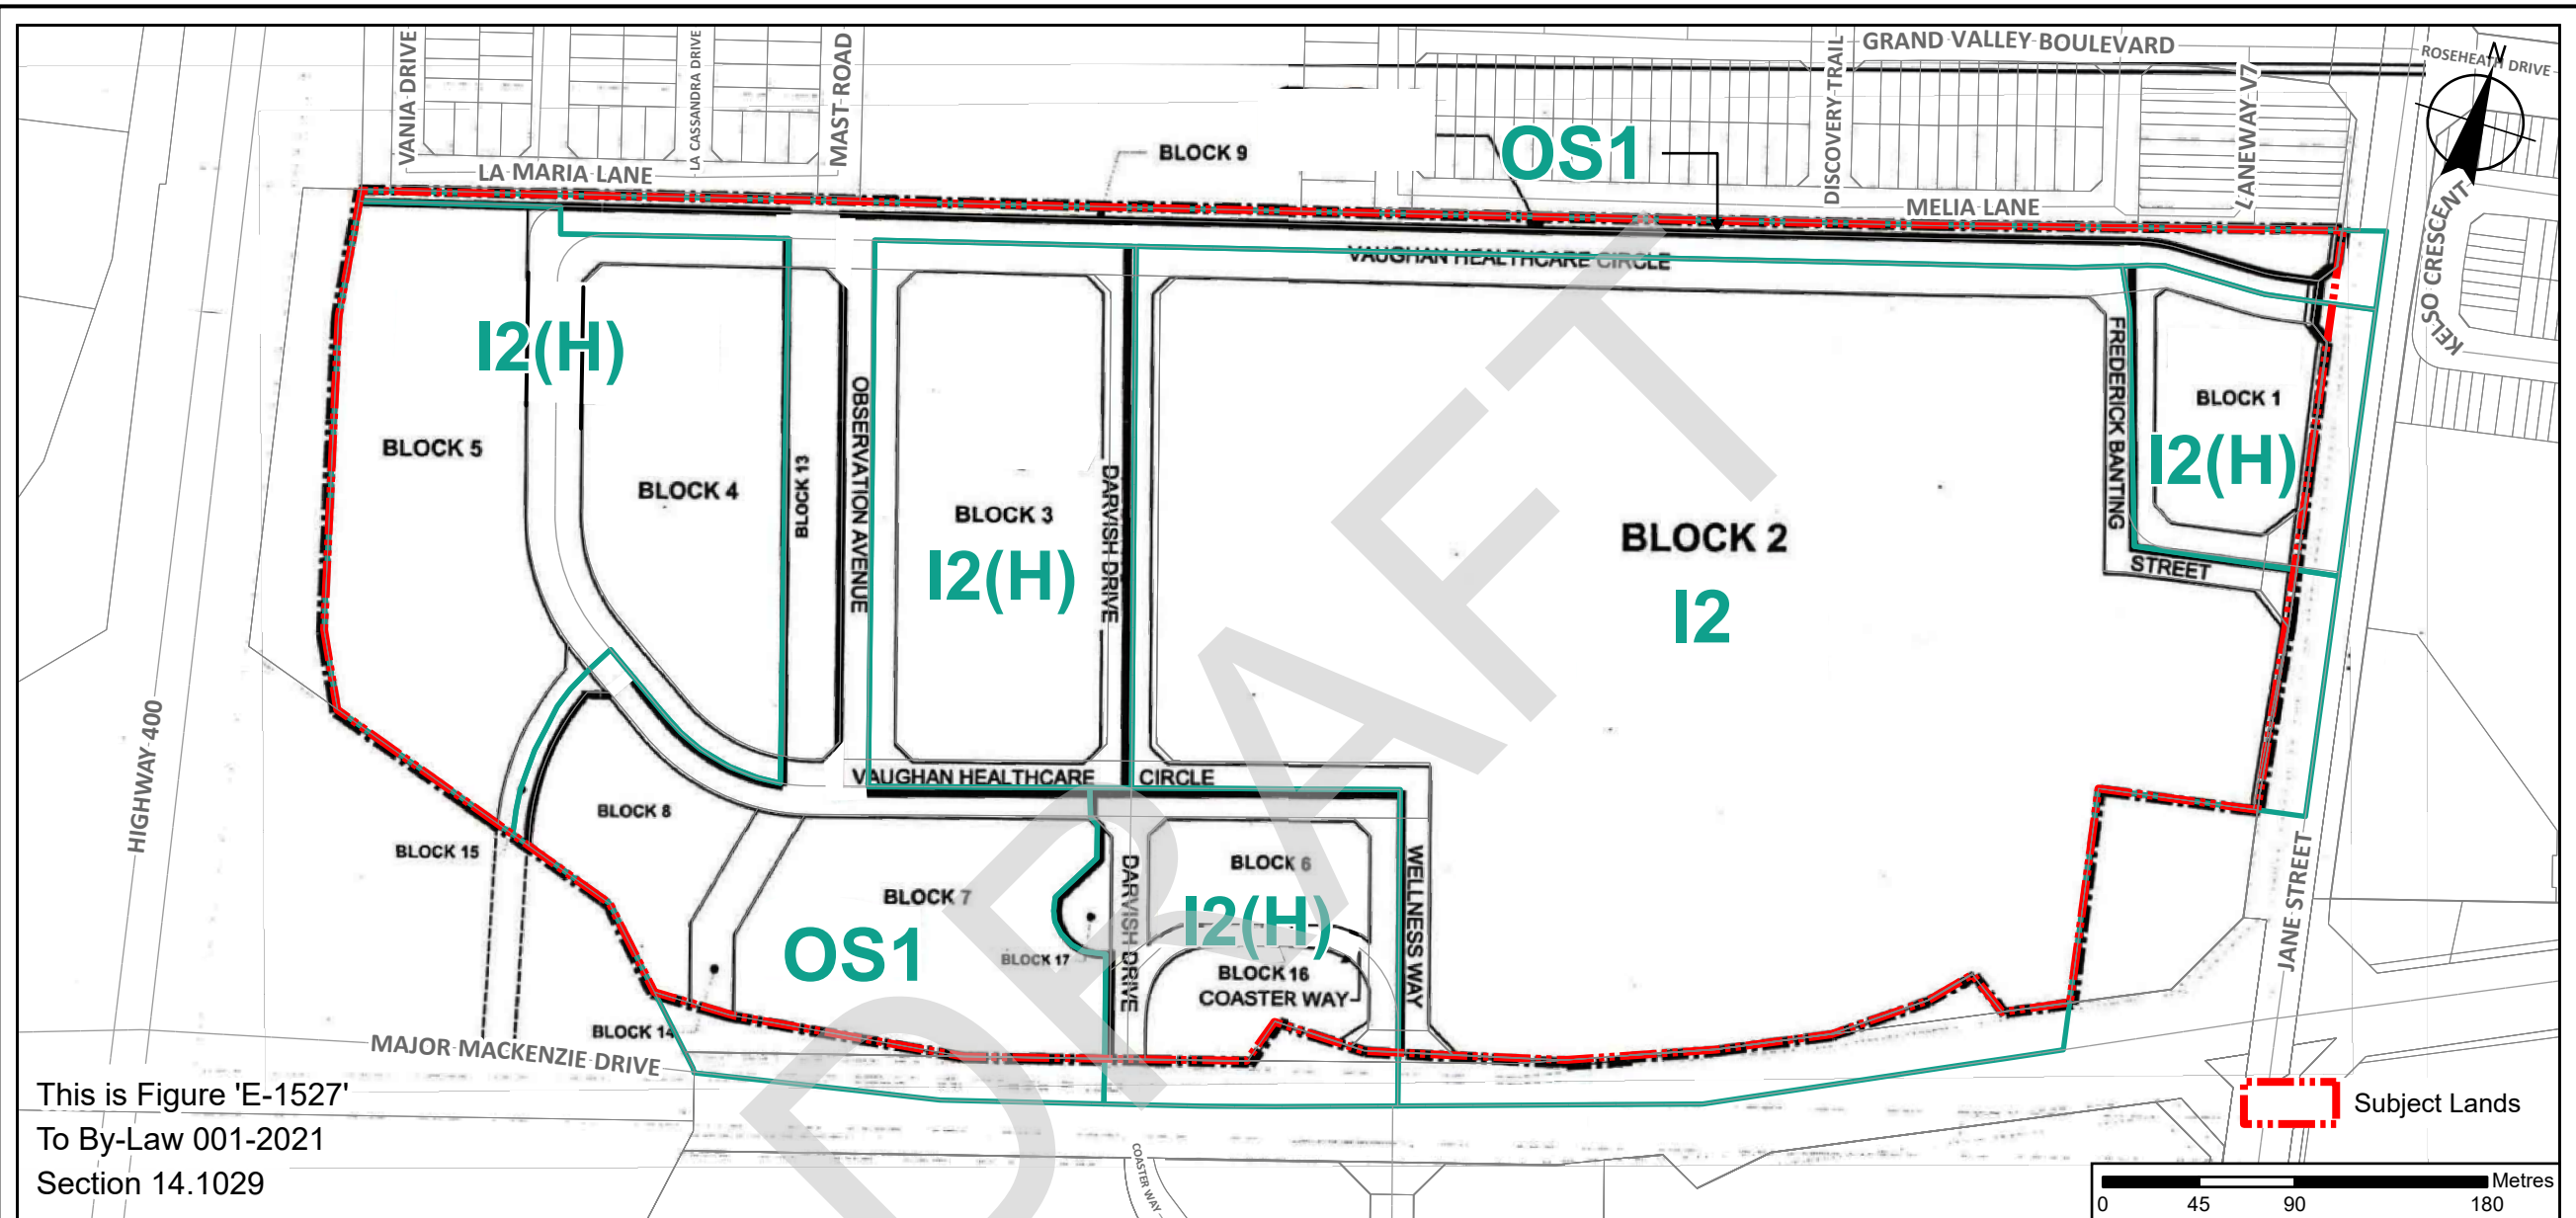 GRAND VALLEY BOULEVARD
ROSEHEATH DRIVE
N
VANIA DRIVE
LA CASSANDRA DRIVE
MAST ROAD
DISCOVERY TRAIL
LANEWAY V7
BLOCK 9
OS1
LA MARIA LANE
MELIA LANE
KELSO CRESCENT
VAUGHAN HEALTHCARE CIRCLE
I2(H)
BLOCK 5
BLOCK 4
BLOCK 13
OBSERVATION AVENUE
BLOCK 3
I2(H)
DARVISH DRIVE
BLOCK 2
I2
FREDERICK BANTING
STREET
BLOCK 1
I2(H)
HIGHWAY 400
VAUGHAN HEALTHCARE CIRCLE
BLOCK 8
BLOCK 15
BLOCK 7
OS1
BLOCK 17
DARVISH DRIVE
BLOCK 6
I2(H)
BLOCK 16
COASTER WAY
WELLNESS WAY
JANE STREET
BLOCK 14
MAJOR MACKENZIE DRIVE
COASTER WAY
DRAFT
This is Figure 'E-1527'
To By-Law 001-2021
Section 14.1029
Subject Lands
Metres
0 45 90 180